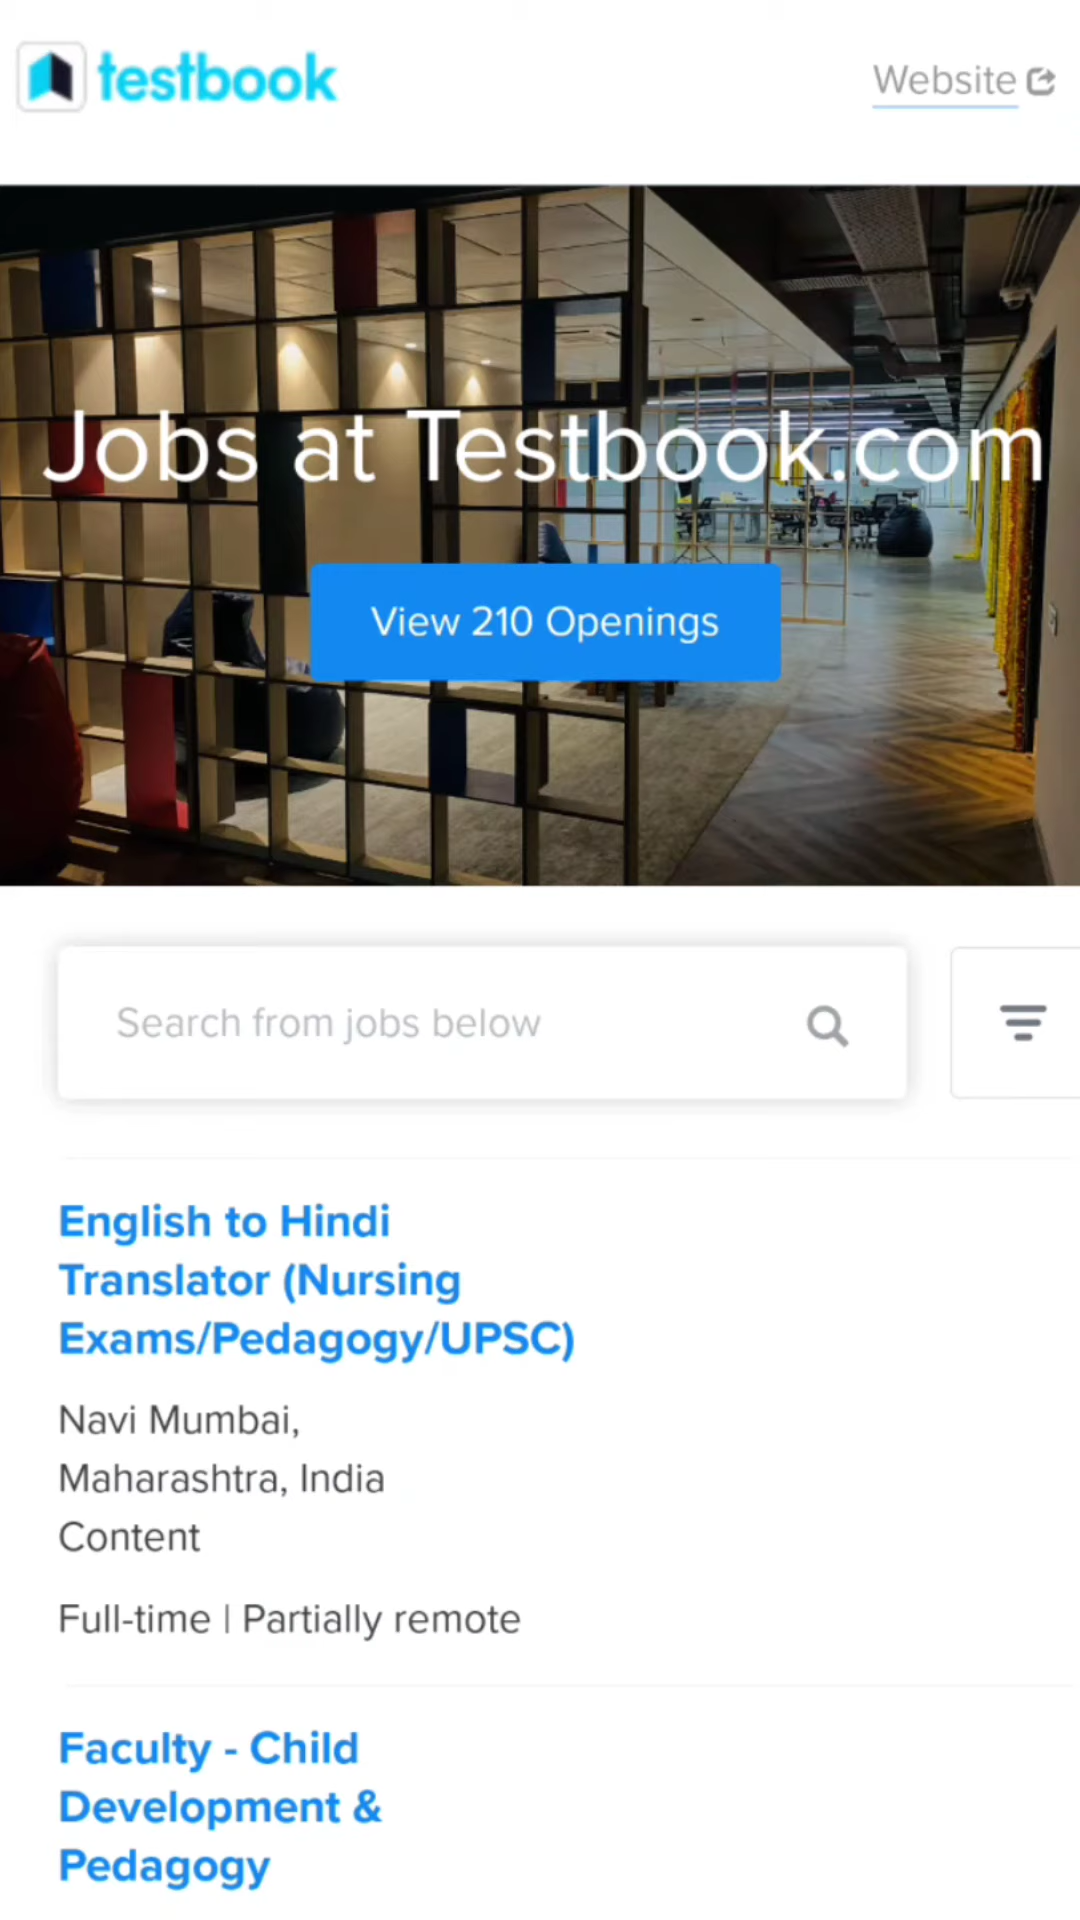 testbook
Website
Jobs at Testbook.com
View 210 Openings
Search from jobs below
English to Hindi
Translator (Nursing
Exams/Pedagogy/UPSC)
Navi Mumbai,
Maharashtra, India
Content
Full-time | Partially remote
Faculty - Child
Development &
Pedagogy